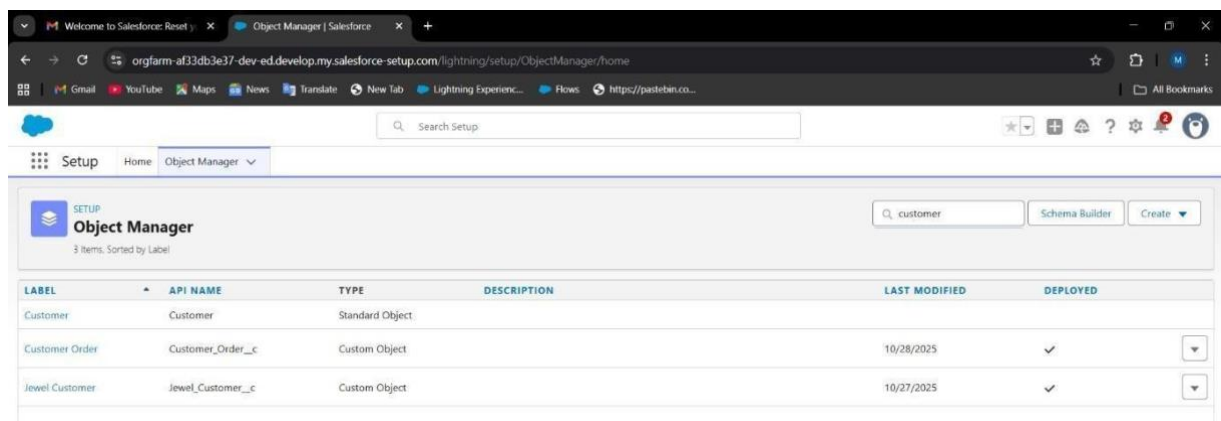 Welcome to Salesforce: Reset y
Object Manager | Salesforce
orgfarm-af33db3e37-dev-ed.develop.my.salesforce-setup.com/lightning/setup/ObjectManager/home
M
Gmail YouTube Maps News Translate New Tab Lightning Experienc... Flows https://pastebin.co... All Bookmarks
Search Setup
2
Setup Home Object Manager
SETUP
Object Manager
3 Items. Sorted by Label
customer
Schema Builder
Create
LABEL API NAME TYPE DESCRIPTION LAST MODIFIED DEPLOYED
Customer Customer Standard Object
Customer Order Customer_Order__c Custom Object 10/28/2025
Jewel Customer Jewel_Customer__c Custom Object 10/27/2025